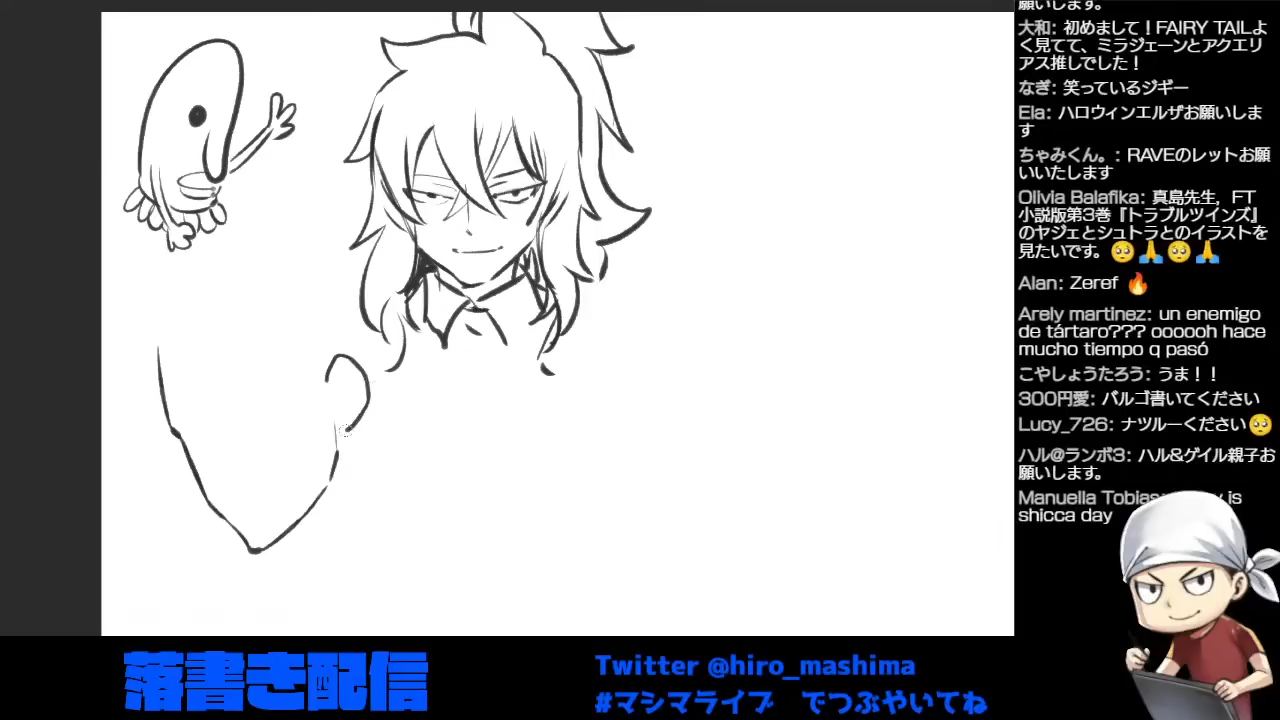 願いします。
大和: 初めまして！FAIRY TAILよ
く見てて、ミラジェーンとアクエリ
アス推しでした！
なぎ: 笑っているジギー
Ela: ハロウィンエルザお願いしま
す
ちゃみくん。: RAVEのレットお願
いいたします
Olivia Balafika: 真島先生，FT
小説版第3巻『トラブルツインズ』
のヤジェとシュトラとのイラストを
見たいです。🥺🙏🥺🙏
Alan: Zeref 🔥
Arely martinez: un enemigo
de tártaro??? oooooh hace
mucho tiempo q pasó
こやしょうたろう: うま！！
300円愛: バルゴ書いてください
Lucy_726: ナツルーください🥺
ハル@ランボ3: ハル&ゲイル親子お
願いします。
Manuella Tobias: is
shicca day
落書き配信
Twitter @hiro_mashima
#マシマライブ　でつぶやいてね